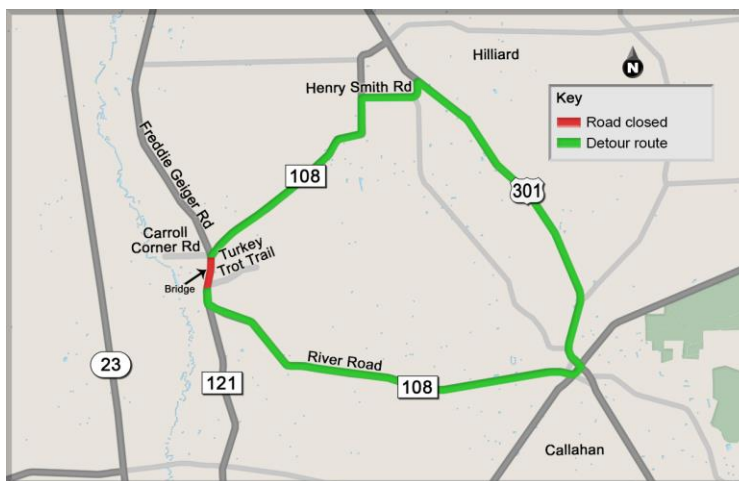 Hilliard
N
Henry Smith Rd
Key
Road closed
Detour route
Freddie Geiger Rd
108
301
Carroll
Corner Rd
Turkey
Trot Trail
Bridge
River Road
23
121
108
Callahan